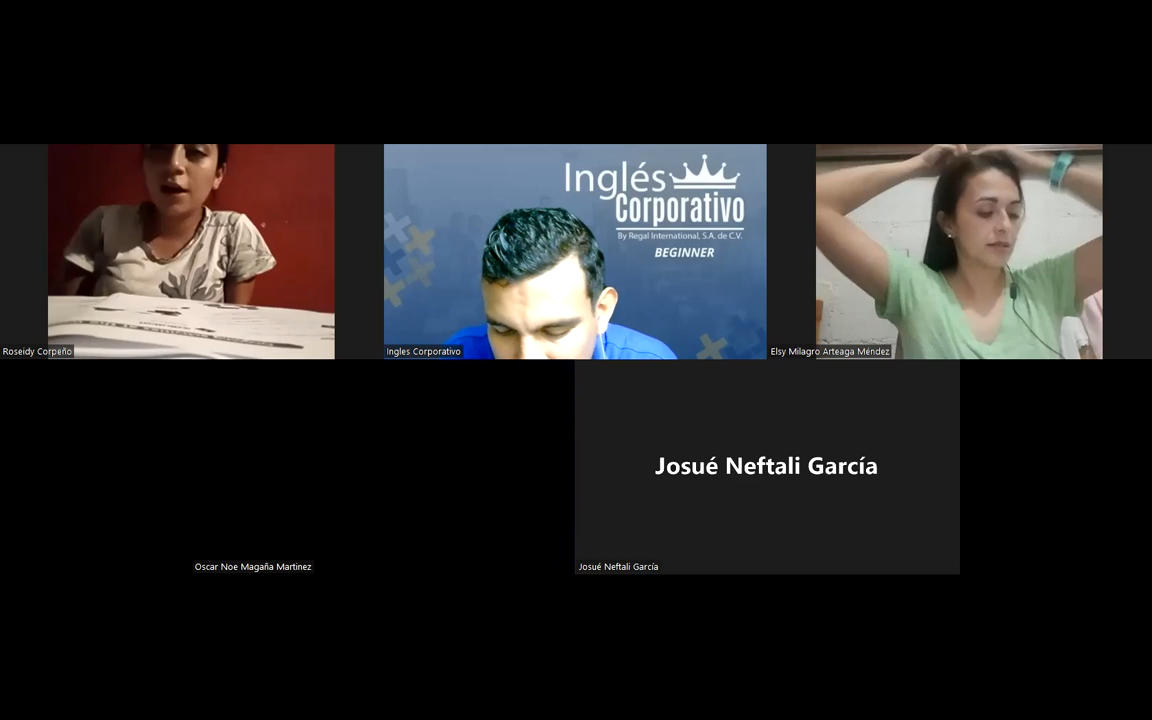 Inglés
Corporativo
By Regal International, S.A. de C.V.
BEGINNER
Roseidy Corpeño
Ingles Corporativo
Elsy Milagro Arteaga Méndez
Josué Neftali García
Oscar Noe Magaña Martinez
Josué Neftali García